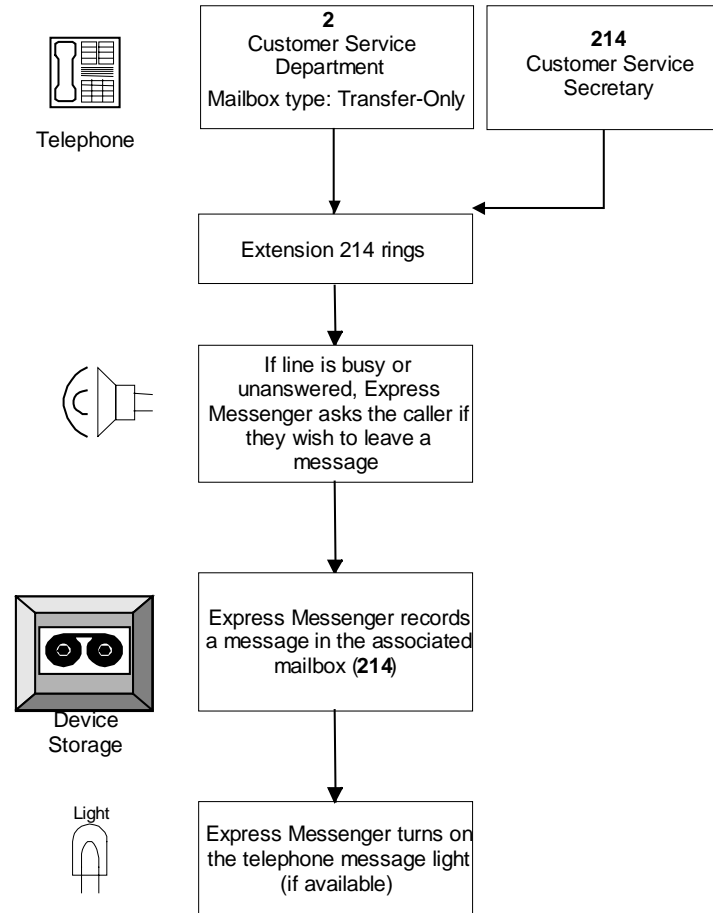 2
Customer Service
Department
Mailbox type: Transfer-Only
214
Customer Service
Secretary
Telephone
Extension 214 rings
If line is busy or
unanswered, Express
Messenger asks the caller if
they wish to leave a
message
Express Messenger records
a message in the associated
mailbox (214)
Device
Storage
Light
Express Messenger turns on
the telephone message light
(if available)